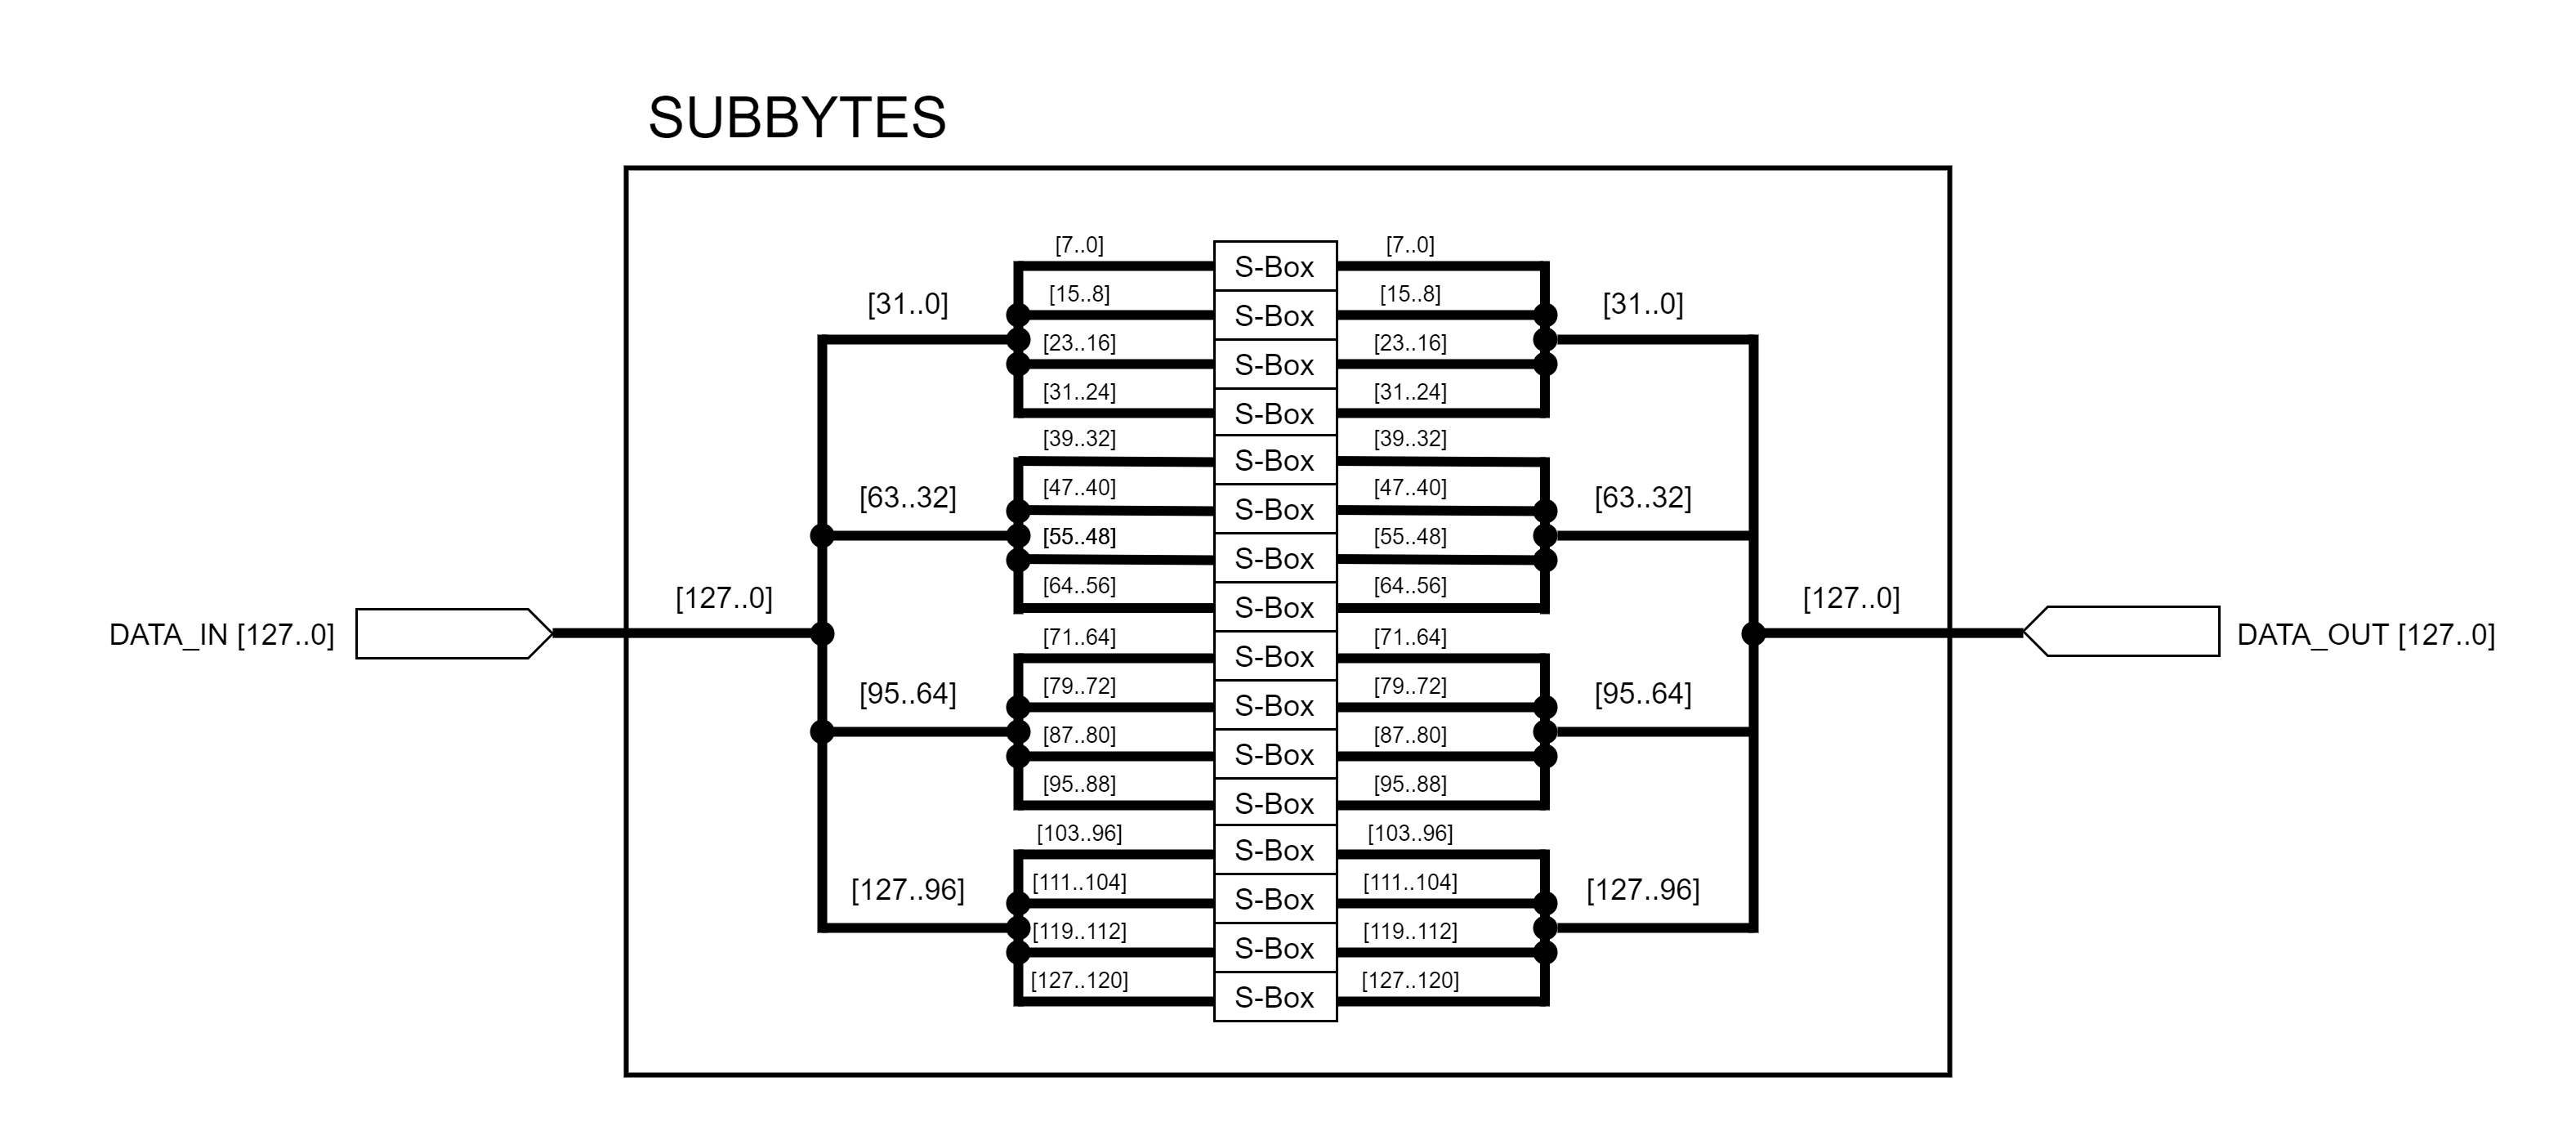 SUBBYTES
[7..0] S-Box [7..0]
[31..0] [15..8] S-Box [15..8] [31..0]
[23..16] S-Box [23..16]
[31..24] S-Box [31..24]
[39..32] S-Box [39..32]
[63..32] [47..40] S-Box [47..40] [63..32]
[55..48] S-Box [55..48]
[64..56] S-Box [64..56]
DATA_IN [127..0] [127..0] [127..0] DATA_OUT [127..0]
[71..64] S-Box [71..64]
[95..64] [79..72] S-Box [79..72] [95..64]
[87..80] S-Box [87..80]
[95..88] S-Box [95..88]
[103..96] S-Box [103..96]
[127..96] [111..104] S-Box [111..104] [127..96]
[119..112] S-Box [119..112]
[127..120] S-Box [127..120]